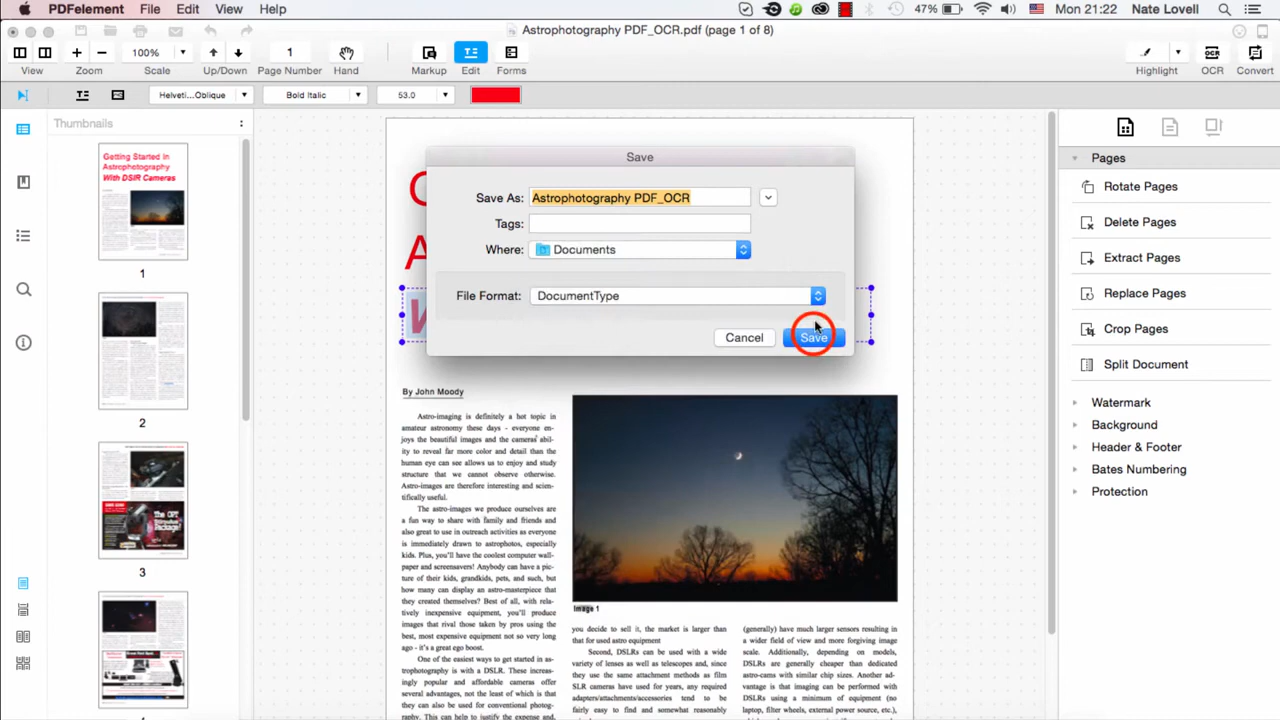 PDFelement File Edit View Window Help 47% Mon 21:22 Nate Lovell
Astrophotography PDF_OCR.pdf (page 1 of 8)
100% 1
View Zoom Scale Up/Down Page Number Hand Markup Edit Forms Highlight OCR Convert
Helveti...Oblique Bold Italic 53.0
Thumbnails
Getting Started In
Astrophotography
With DSlR Cameras
1
2
3
Save
Save As: Astrophotography PDF_OCR
Tags:
Where: Documents
File Format: DocumentType
Cancel Save
By John Moody
Astro-imaging is definitely a hot topic in
amateur astronomy these days - everyone en-
joys the beautiful images and the cameras' abil-
ity to reveal far more color and detail than the
human eye can see allows us to enjoy and study
structure that we cannot observe otherwise.
Astro-images are therefore interesting and scien-
tifically useful.
The astro-images we produce ourselves are
a fun way to share with family and friends and
also great to use in outreach activities as everyone
is immediately drawn to astrophotos, especially
kids. Plus, you'll have the coolest computer wall-
paper and screensavers! Anybody can have a pic-
ture of their kids, grandkids, pets, and such, but
how many can display an astro-masterpiece that
they created themselves? Best of all, with rela-
tively inexpensive equipment, you'll produce
images that rival those taken by pros using the
best, most expensive equipment not so very long
ago - it's a great ego boost.
One of the easiest ways to get started in as-
trophotography is with a DSLR. These increas-
ingly popular and affordable cameras offer
several advantages, not the least of which is that
they can also be used for conventional photog-
raphy. This can help to justify the expense and,
Image 1
you decide to sell it, the market is larger than
that for used astro equipment
Second, DSLRs can be used with a wide
variety of lenses as well as telescopes and, since
they use the same attachment methods as film
SLR cameras have used for years, any required
adapters/attachments/accessories tend to be
fairly easy to find and somewhat reasonably
(generally) have much larger sensors resulting in
a wider field of view and more forgiving image
scale. Additionally, depending on models,
DSLRs are generally cheaper than dedicated
astro-cams with similar chip sizes. Another ad-
vantage is that imaging can be performed with
DSLRs using a minimum of equipment (no
laptop, filter wheels, external power source, etc.),
Pages
Rotate Pages
Delete Pages
Extract Pages
Replace Pages
Crop Pages
Split Document
Watermark
Background
Header & Footer
Bates Numbering
Protection